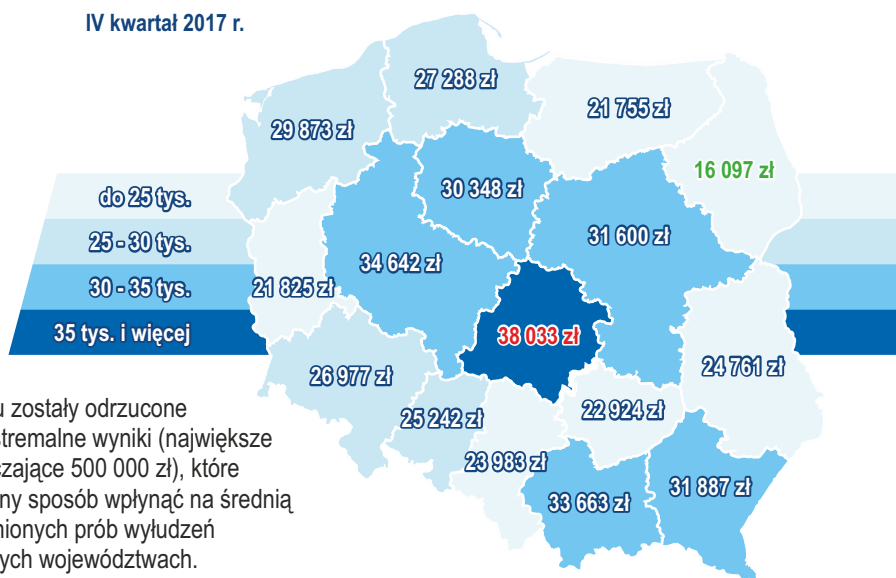 IV kwartał 2017 r.
27 288 zł
21 755 zł
29 873 zł
16 097 zł
do 25 tys.
30 348 zł
25 - 30 tys.
31 600 zł
34 642 zł
30 - 35 tys.
21 825 zł
35 tys. i więcej
38 033 zł
24 761 zł
26 977 zł
22 924 zł
25 242 zł
23 983 zł
31 887 zł
33 663 zł
u zostały odrzucone
stremalne wyniki (największe
czające 500 000 zł), które
ny sposób wpłynąć na średnią
nionych prób wyłudzeń
ych województwach.